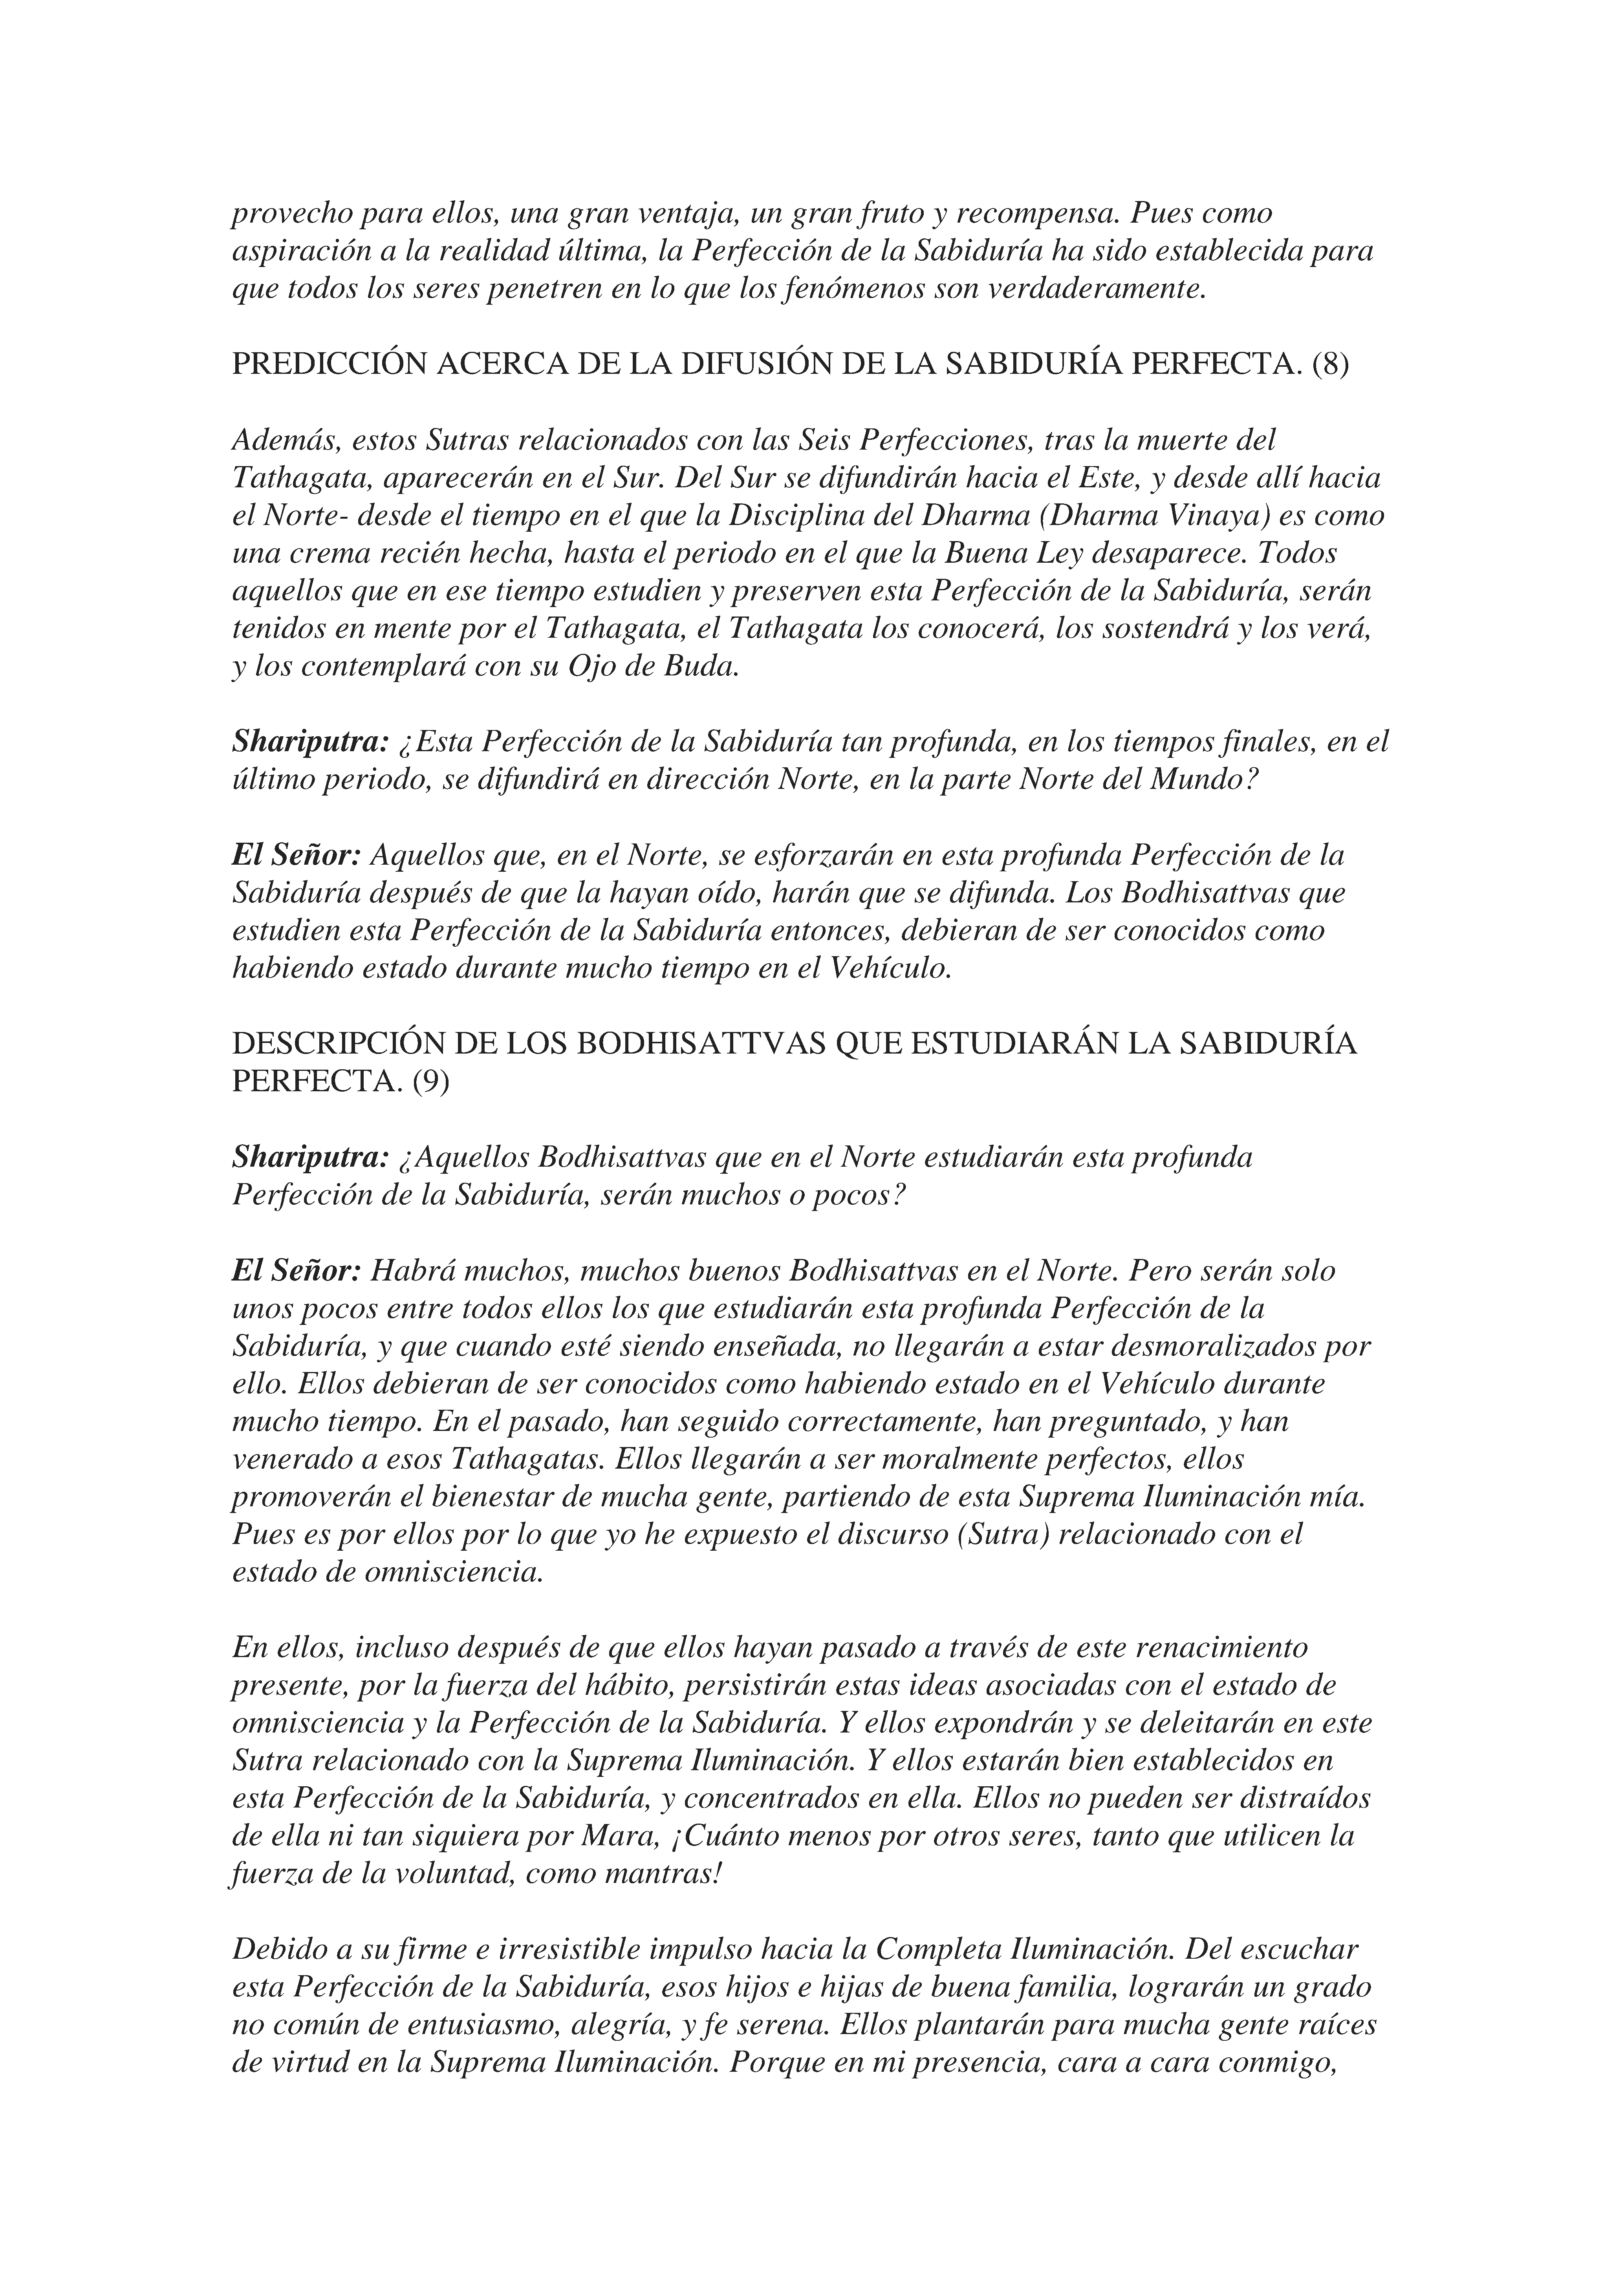 provecho para ellos, una gran ventaja, un gran fruto y recompensa. Pues como
aspiración a la realidad última, la Perfección de la Sabiduría ha sido establecida para
que todos los seres penetren en lo que los fenómenos son verdaderamente.
PREDICCIÓN ACERCA DE LA DIFUSIÓN DE LA SABIDURÍA PERFECTA. (8)
Además, estos Sutras relacionados con las Seis Perfecciones, tras la muerte del
Tathagata, aparecerán en el Sur. Del Sur se difundirán hacia el Este, y desde allí hacia
el Norte- desde el tiempo en el que la Disciplina del Dharma (Dharma Vinaya) es como
una crema recién hecha, hasta el periodo en el que la Buena Ley desaparece. Todos
aquellos que en ese tiempo estudien y preserven esta Perfección de la Sabiduría, serán
tenidos en mente por el Tathagata, el Tathagata los conocerá, los sostendrá y los verá,
y los contemplará con su Ojo de Buda.
Shariputra: ¿Esta Perfección de la Sabiduría tan profunda, en los tiempos finales, en el
último periodo, se difundirá en dirección Norte, en la parte Norte del Mundo?
El Señor: Aquellos que, en el Norte, se esforzarán en esta profunda Perfección de la
Sabiduría después de que la hayan oído, harán que se difunda. Los Bodhisattvas que
estudien esta Perfección de la Sabiduría entonces, debieran de ser conocidos como
habiendo estado durante mucho tiempo en el Vehículo.
DESCRIPCIÓN DE LOS BODHISATTVAS QUE ESTUDIARÁN LA SABIDURÍA
PERFECTA. (9)
Shariputra: ¿Aquellos Bodhisattvas que en el Norte estudiarán esta profunda
Perfección de la Sabiduría, serán muchos o pocos?
El Señor: Habrá muchos, muchos buenos Bodhisattvas en el Norte. Pero serán solo
unos pocos entre todos ellos los que estudiarán esta profunda Perfección de la
Sabiduría, y que cuando esté siendo enseñada, no llegarán a estar desmoralizados por
ello. Ellos debieran de ser conocidos como habiendo estado en el Vehículo durante
mucho tiempo. En el pasado, han seguido correctamente, han preguntado, y han
venerado a esos Tathagatas. Ellos llegarán a ser moralmente perfectos, ellos
promoverán el bienestar de mucha gente, partiendo de esta Suprema Iluminación mía.
Pues es por ellos por lo que yo he expuesto el discurso (Sutra) relacionado con el
estado de omnisciencia.
En ellos, incluso después de que ellos hayan pasado a través de este renacimiento
presente, por la fuerza del hábito, persistirán estas ideas asociadas con el estado de
omnisciencia y la Perfección de la Sabiduría. Y ellos expondrán y se deleitarán en este
Sutra relacionado con la Suprema Iluminación. Y ellos estarán bien establecidos en
esta Perfección de la Sabiduría, y concentrados en ella. Ellos no pueden ser distraídos
de ella ni tan siquiera por Mara, ¡Cuánto menos por otros seres, tanto que utilicen la
fuerza de la voluntad, como mantras!
Debido a su firme e irresistible impulso hacia la Completa Iluminación. Del escuchar
esta Perfección de la Sabiduría, esos hijos e hijas de buena familia, lograrán un grado
no común de entusiasmo, alegría, y fe serena. Ellos plantarán para mucha gente raíces
de virtud en la Suprema Iluminación. Porque en mi presencia, cara a cara conmigo,